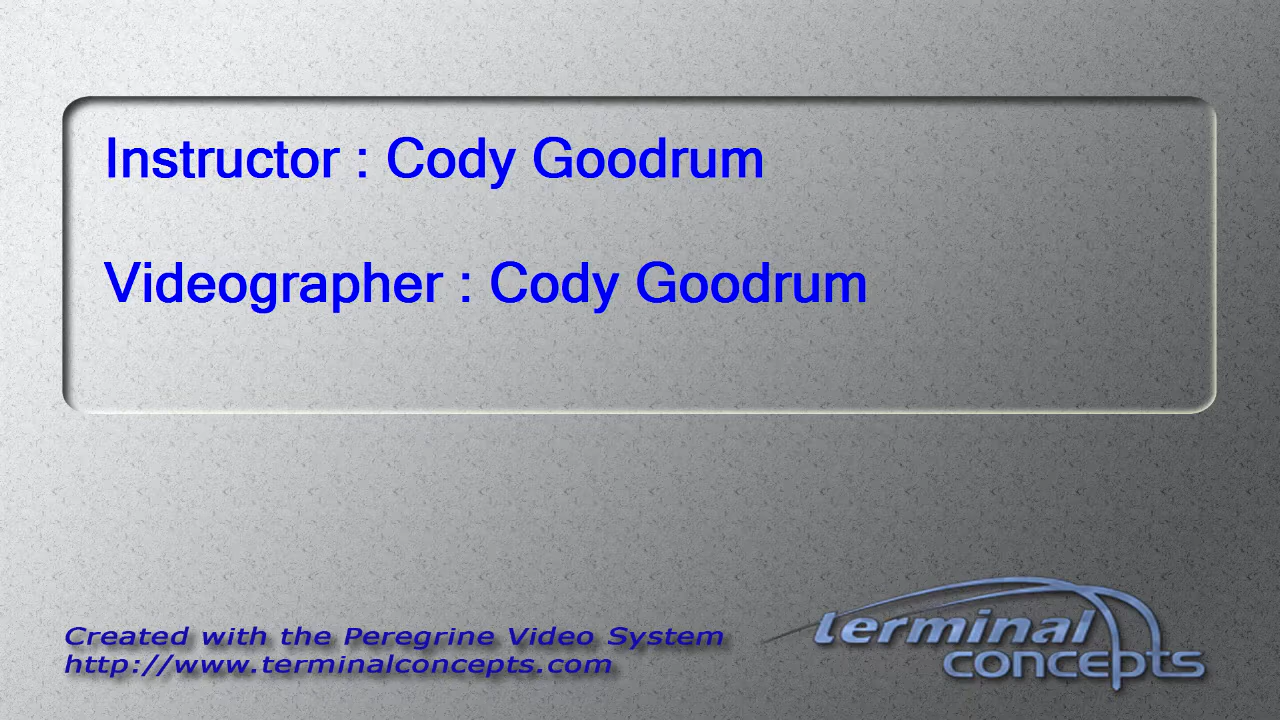 Instructor : Cody Goodrum
Videographer : Cody Goodrum
Created with the Peregrine Video System
http://www.terminalconcepts.com
terminal
concepts